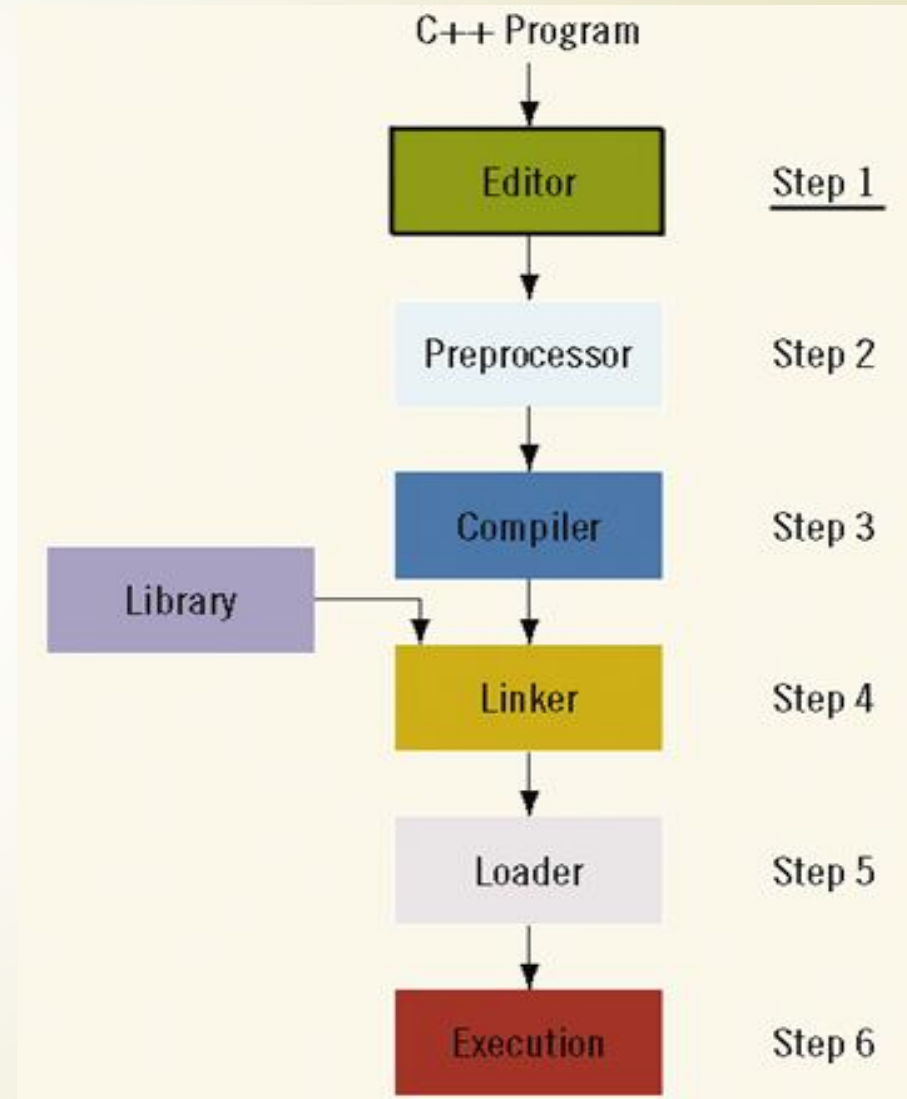 C++ Program
Editor
Step 1
Preprocessor
Step 2
Compiler
Step 3
Library
Linker
Step 4
Loader
Step 5
Execution
Step 6